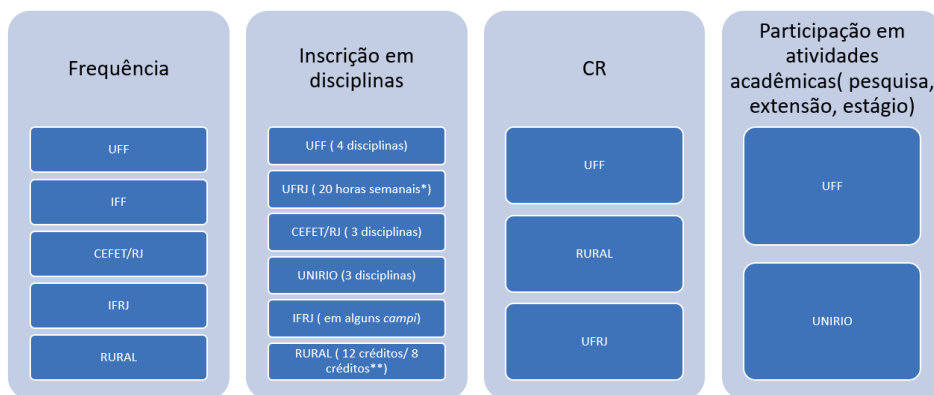 Frequência
UFF
IFF
CEFET/RJ
IFRJ
RURAL
Inscrição em
disciplinas
UFF ( 4 disciplinas)
UFRJ ( 20 horas semanais*)
CEFET/RJ ( 3 disciplinas)
UNIRIO (3 disciplinas)
IFRJ ( em alguns campi)
RURAL ( 12 créditos/ 8
créditos**)
CR
UFF
RURAL
UFRJ
Participação em
atividades
acadêmicas( pesquisa,
extensão, estágio)
UFF
UNIRIO